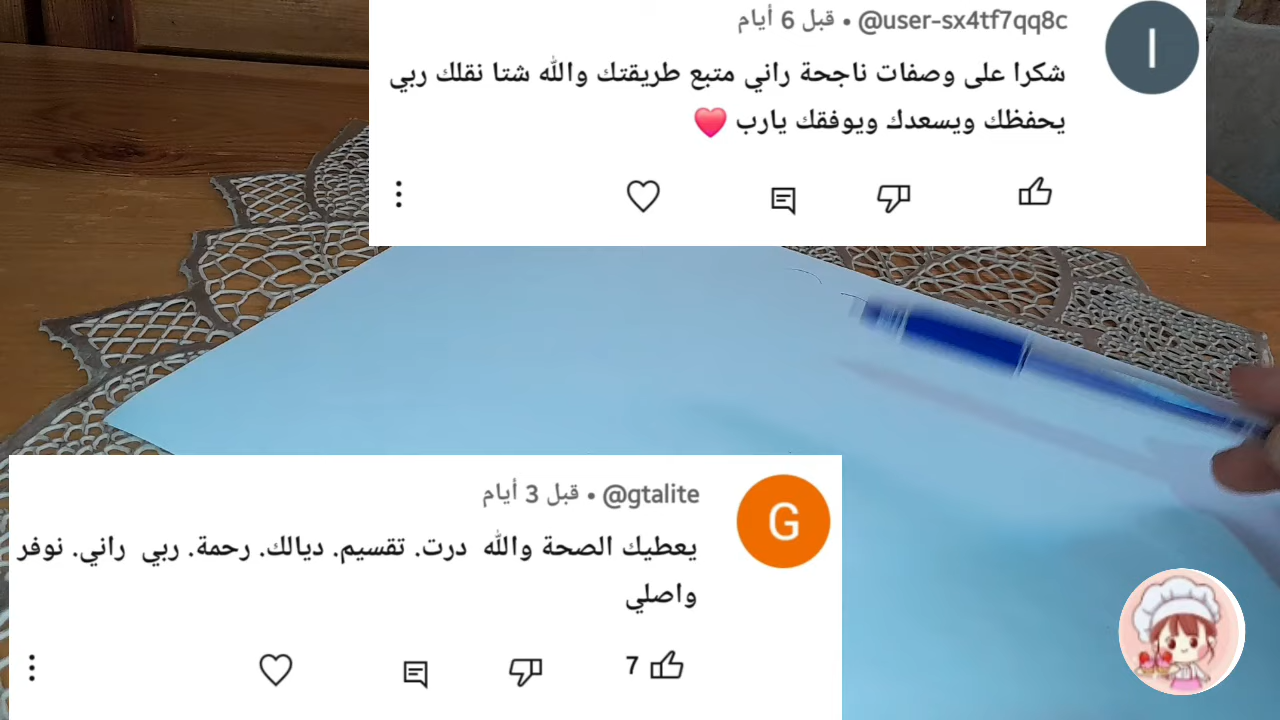 @user-sx4tf7qq8c • قبل 6 أيام
I
شكرا على وصفات ناجحة راني متبع طريقتك والله شتا نقلك ربي
يحفظك ويسعدك ويوفقك يارب ❤️
@gtalite • قبل 3 أيام
G
يعطيك الصحة والله درت. تقسيم. ديالك. رحمة. ربي راني. نوفر
واصلي
7